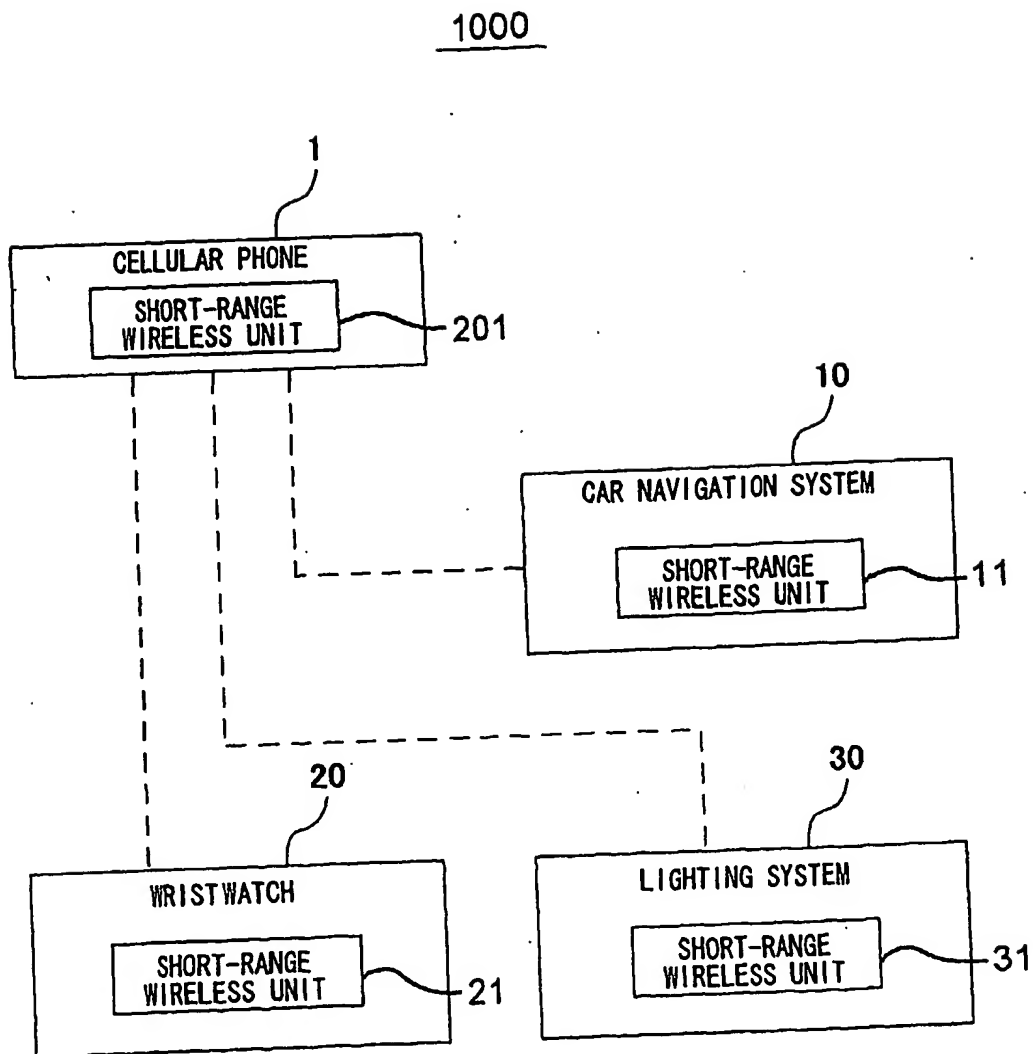 1000
1
CELLULAR PHONE
SHORT-RANGE
WIRELESS UNIT
201
10
CAR NAVIGATION SYSTEM
SHORT-RANGE
WIRELESS UNIT
11
20
WRISTWATCH
SHORT-RANGE
WIRELESS UNIT
21
30
LIGHTING SYSTEM
SHORT-RANGE
WIRELESS UNIT
31